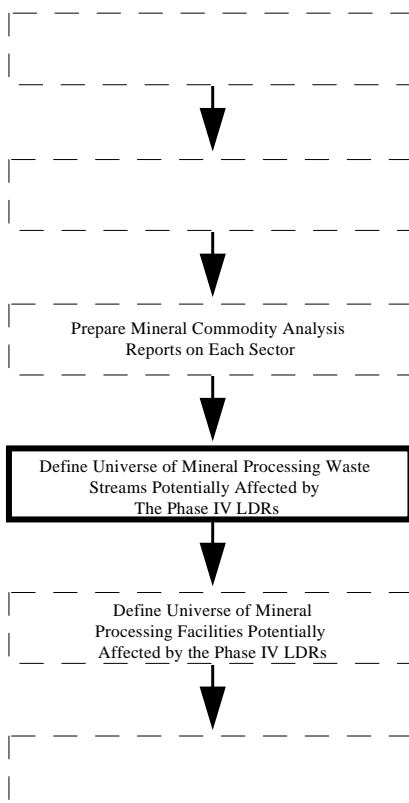 Prepare Mineral Commodity Analysis
Reports on Each Sector
Define Universe of Mineral Processing Waste
Streams Potentially Affected by
The Phase IV LDRs
Define Universe of Mineral
Processing Facilities Potentially
Affected by the Phase IV LDRs